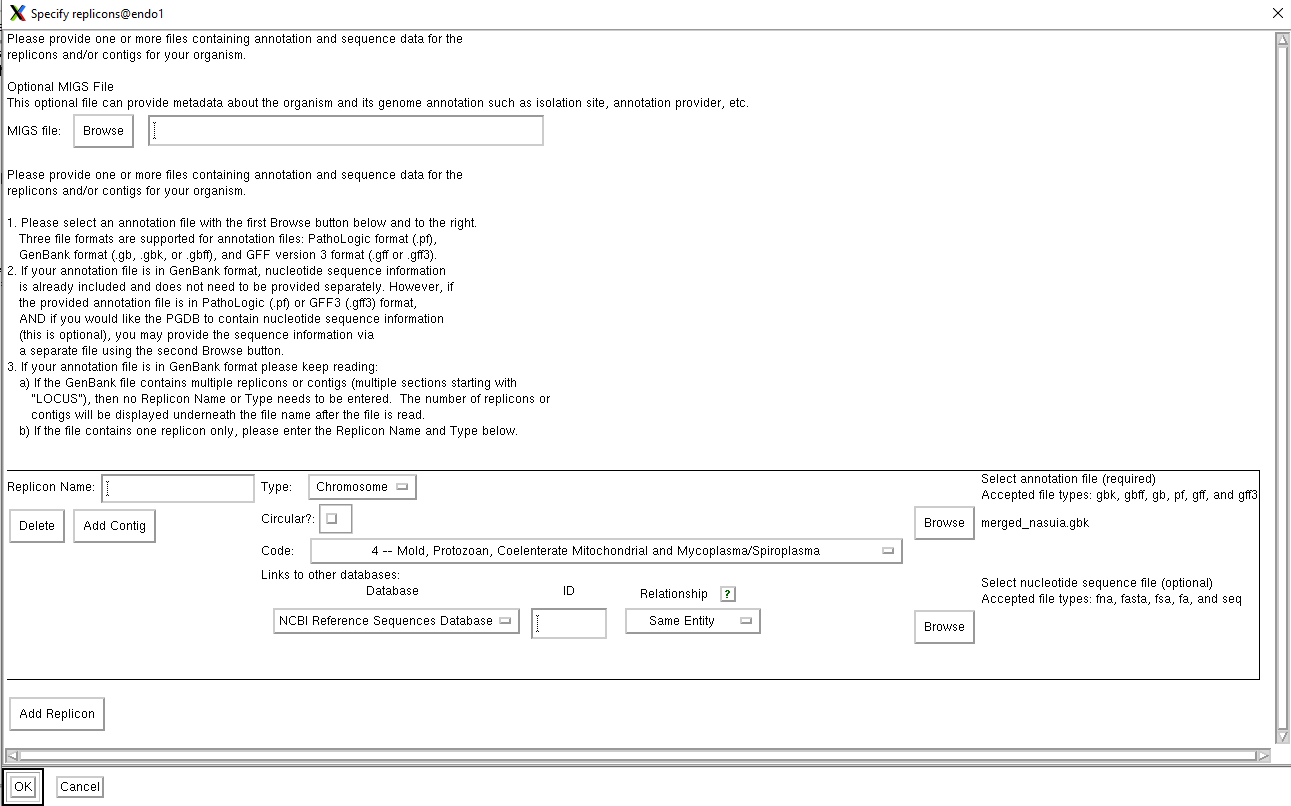 Specify replicons@endo1
Please provide one or more files containing annotation and sequence data for the
replicons and/or contigs for your organism.
Optional MIGS File
This optional file can provide metadata about the organism and its genome annotation such as isolation site, annotation provider, etc.
MIGS file: Browse
Please provide one or more files containing annotation and sequence data for the
replicons and/or contigs for your organism.
1. Please select an annotation file with the first Browse button below and to the right.
Three file formats are supported for annotation files: PathoLogic format (.pf),
GenBank format (.gb, .gbk, or .gbff), and GFF version 3 format (.gff or .gff3).
2. If your annotation file is in GenBank format, nucleotide sequence information
is already included and does not need to be provided separately. However, if
the provided annotation file is in PathoLogic (.pf) or GFF3 (.gff3) format,
AND if you would like the PGDB to contain nucleotide sequence information
(this is optional), you may provide the sequence information via
a separate file using the second Browse button.
3. If your annotation file is in GenBank format please keep reading:
a) If the GenBank file contains multiple replicons or contigs (multiple sections starting with
"LOCUS"), then no Replicon Name or Type needs to be entered.  The number of replicons or
contigs will be displayed underneath the file name after the file is read.
b) If the file contains one replicon only, please enter the Replicon Name and Type below.
Replicon Name: Type: Chromosome
Select annotation file (required)
Accepted file types: gbk, gbff, gb, pf, gff, and gff3
Delete Add Contig Circular?: Browse merged_nasuia.gbk
Code: 4 -- Mold, Protozoan, Coelenterate Mitochondrial and Mycoplasma/Spiroplasma
Links to other databases:
Database ID Relationship ?
Select nucleotide sequence file (optional)
Accepted file types: fna, fasta, fsa, fa, and seq
NCBI Reference Sequences Database Same Entity Browse
Add Replicon
OK Cancel